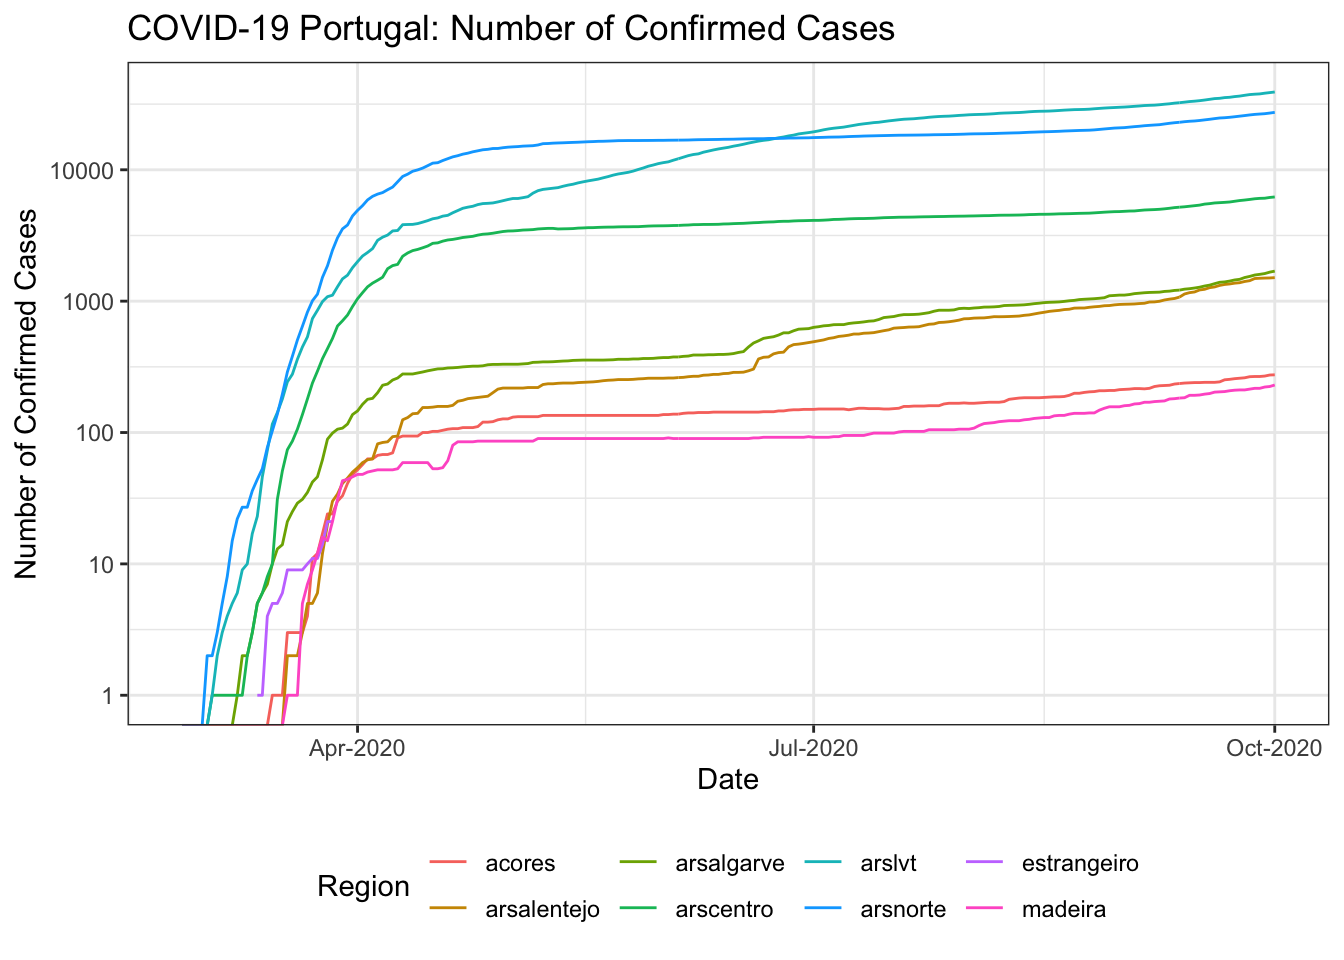 COVID-19 Portugal: Number of Confirmed Cases
Number of Confirmed Cases
10000
1000
100
10
1
Apr-2020 Jul-2020 Oct-2020
Date
Region
acores arsalgarve arslvt estrangeiro
arsalentejo arscentro arsnorte madeira